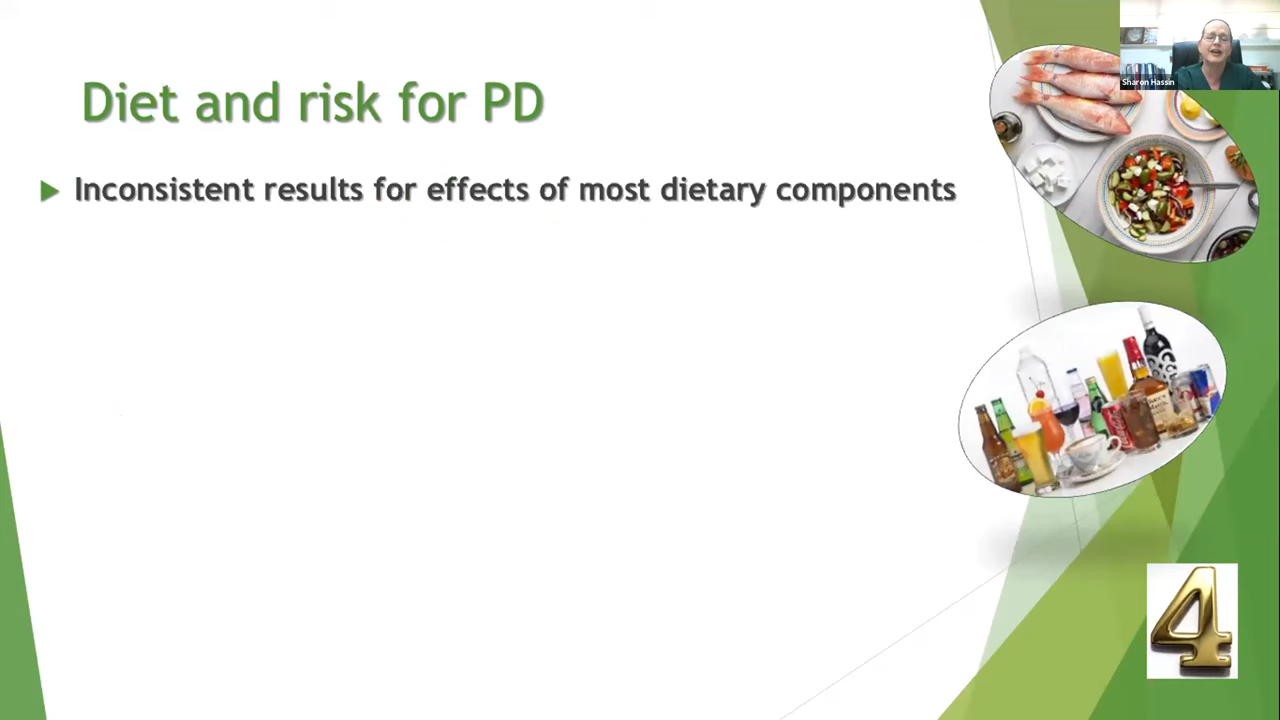 Diet and risk for PD
Inconsistent results for effects of most dietary components
Sharon Hassin
4